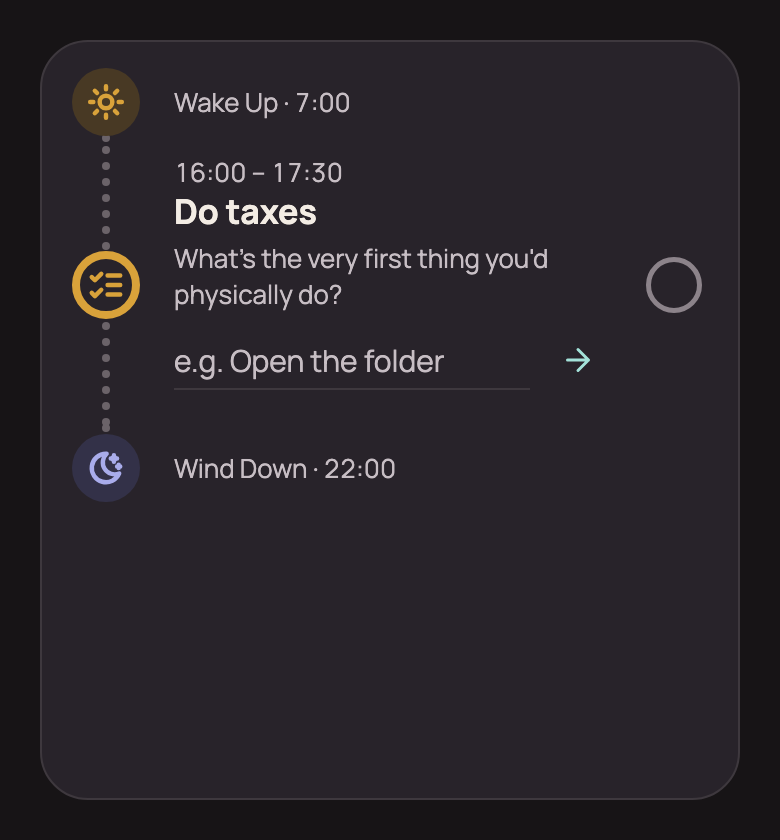 Wake Up · 7:00
16:00 – 17:30
Do taxes
What's the very first thing you'd
physically do?
e.g. Open the folder
Wind Down · 22:00